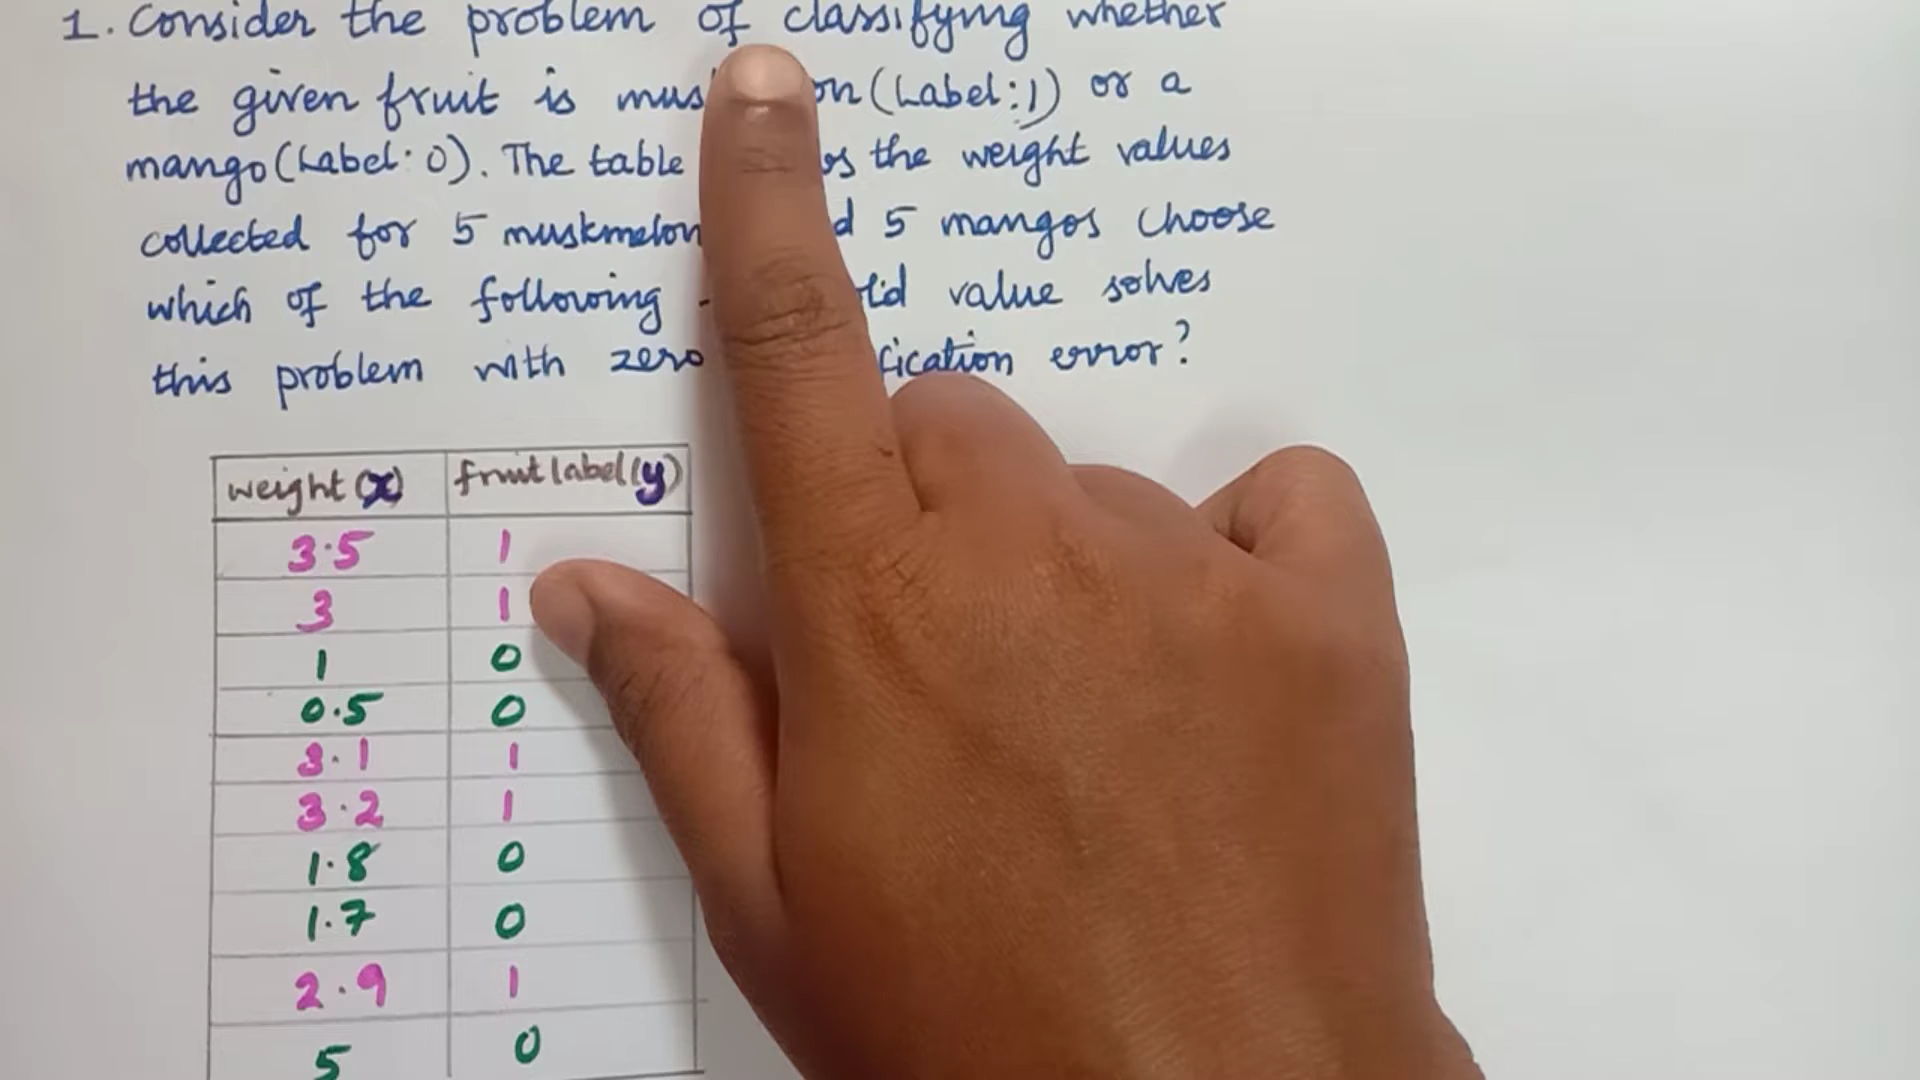 1. Consider the problem of classifying whether
the given fruit is (Label:1) or a
mango (Label: 0). The table the weight values
collected for 5 muskmelon 5 mangos choose
which of the following value solves
this problem with zero error?
weight (x) fruit label (y)
3.5 1
3 1
1 0
0.5 0
3.1 1
3.2 1
1.8 0
1.7 0
2.9 1
5 0